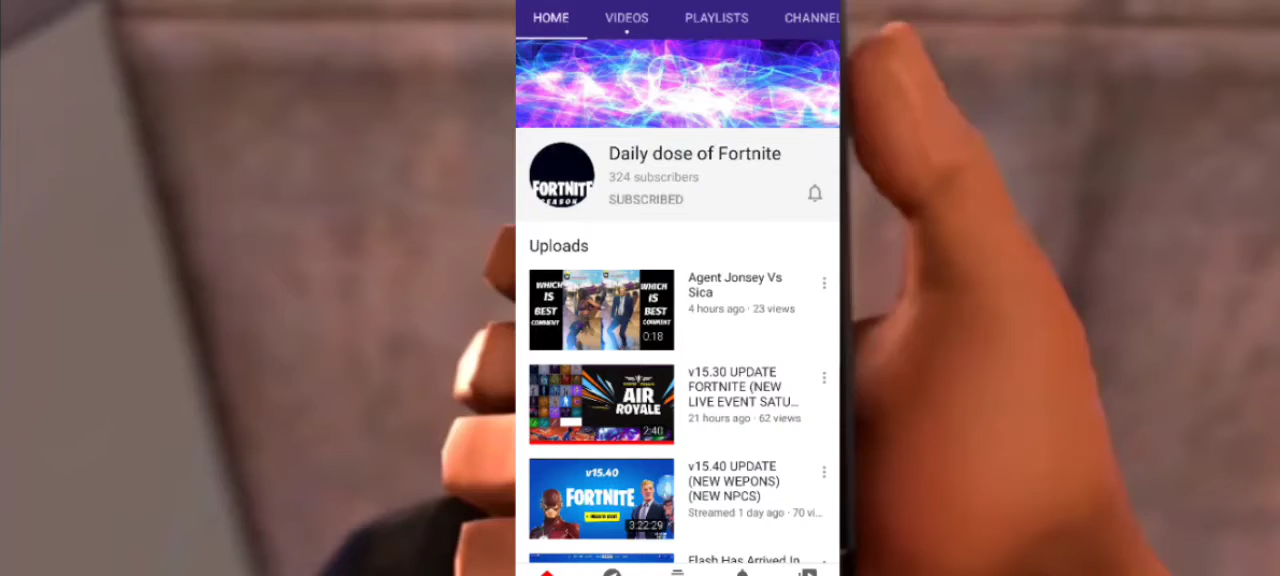 HOME VIDEOS PLAYLISTS CHANNEL
FORTNITE
SEASON
Daily dose of Fortnite
324 subscribers
SUBSCRIBED
Uploads
WHICH
IS
BEST
COMMENT
WHICH
IS
BEST
COMMENT
0:18
Agent Jonsey Vs
Sica
4 hours ago · 23 views
AIR
ROYALE
2:40
v15.30 UPDATE
FORTNITE (NEW
LIVE EVENT SATU...
21 hours ago · 62 views
v15.40
FORTNITE
3:22:29
v15.40 UPDATE
(NEW WEPONS)
(NEW NPCS)
Streamed 1 day ago · 70 vi...
Flash Has Arrived In